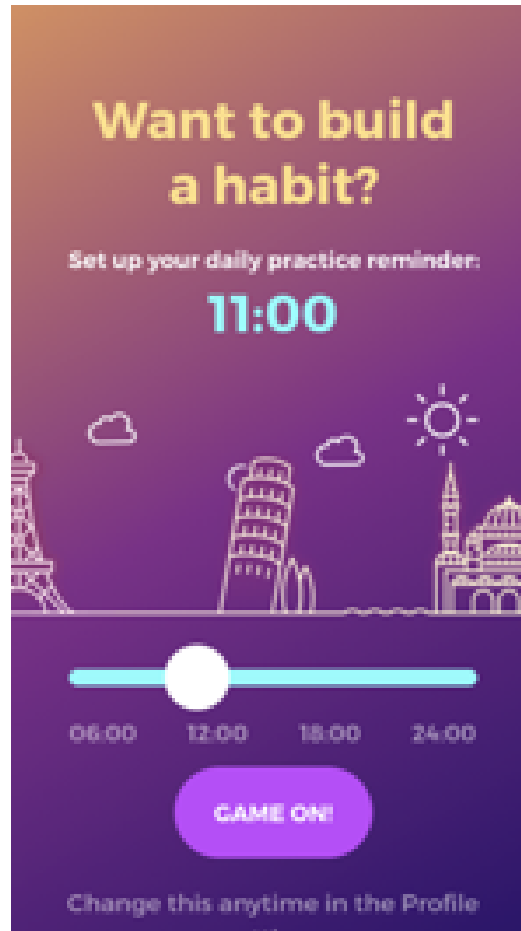 Want to build
a habit?
Set up your daily practice reminder:
11:00
06:00 12:00 18:00 24:00
GAME ON!
Change this anytime in the Profile